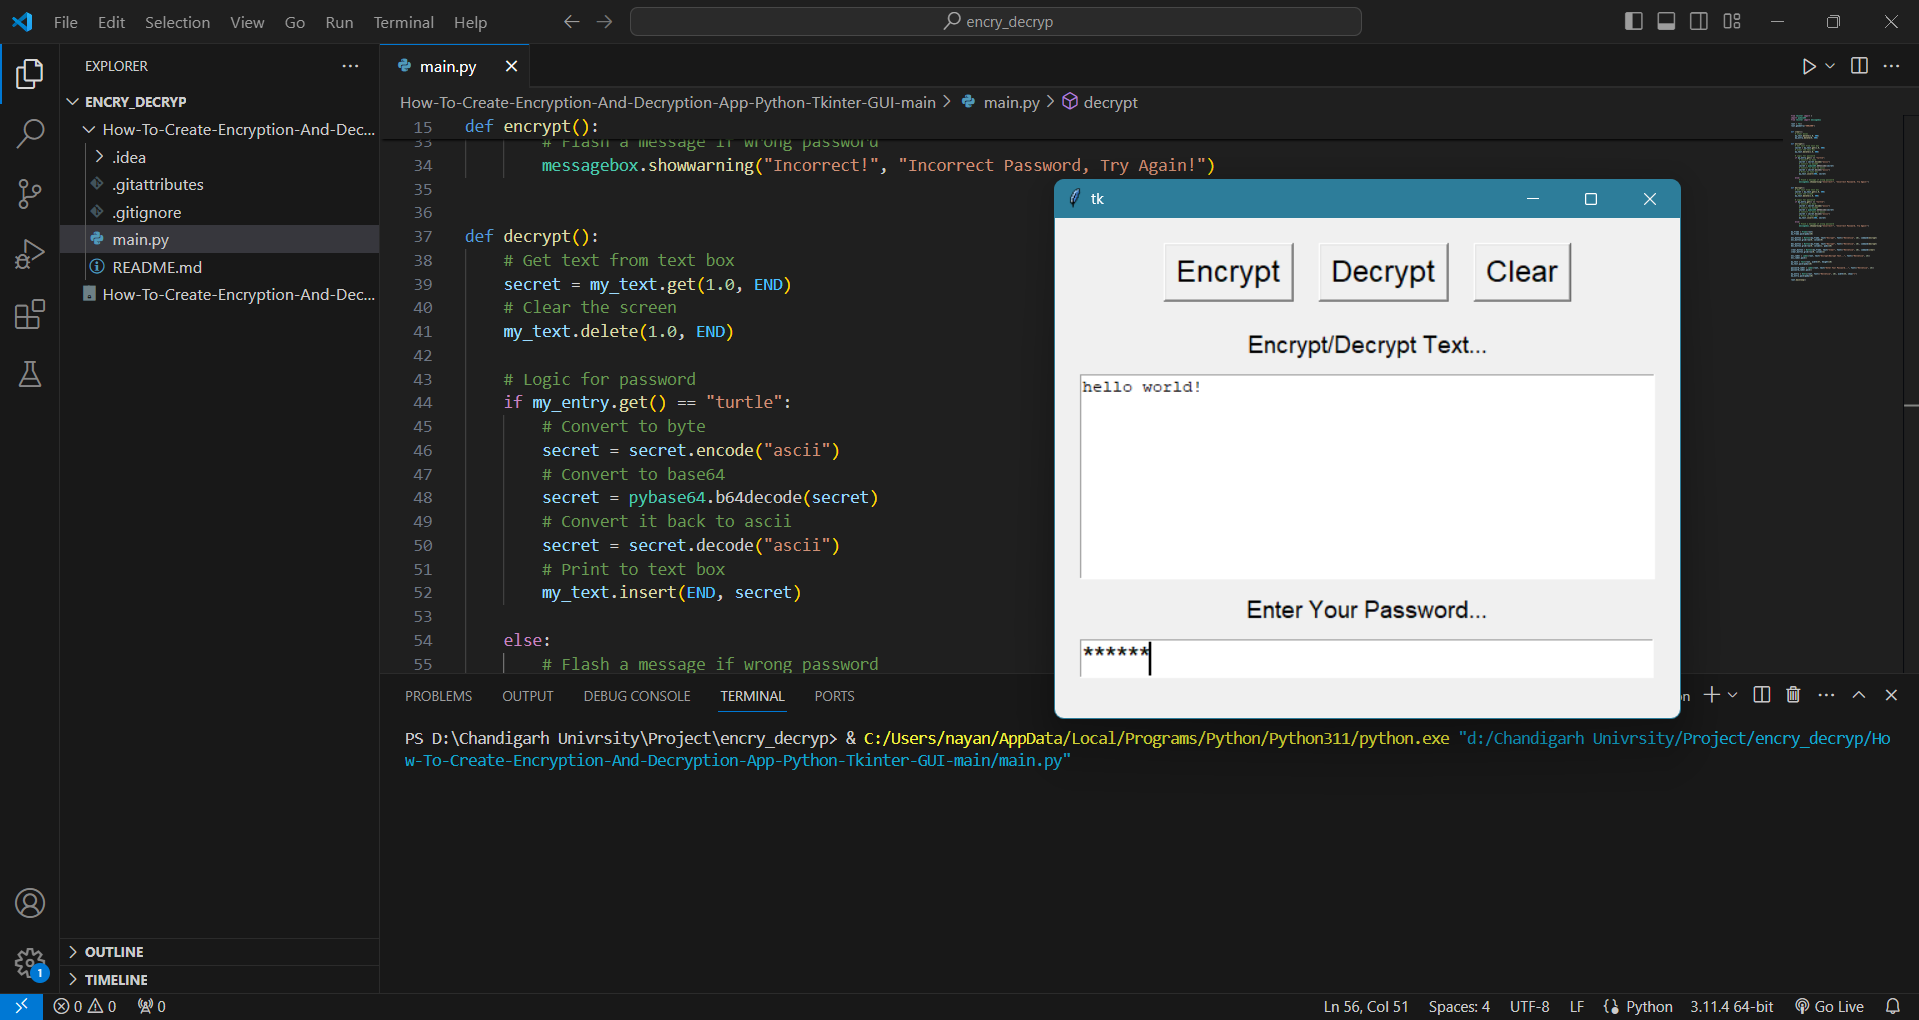 File Edit Selection View Go Run Terminal Help
encry_decryp
EXPLORER
ENCRY_DECRYP
How-To-Create-Encryption-And-Dec...
.idea
.gitattributes
.gitignore
main.py
README.md
How-To-Create-Encryption-And-Dec...
OUTLINE
TIMELINE
main.py
How-To-Create-Encryption-And-Decryption-App-Python-Tkinter-GUI-main > main.py > decrypt
15 def encrypt():
33 # Flash a message if wrong password
34 messagebox.showwarning("Incorrect!", "Incorrect Password, Try Again!")
35
36
37 def decrypt():
38 # Get text from text box
39 secret = my_text.get(1.0, END)
40 # Clear the screen
41 my_text.delete(1.0, END)
42
43 # Logic for password
44 if my_entry.get() == "turtle":
45 # Convert to byte
46 secret = secret.encode("ascii")
47 # Convert to base64
48 secret = pybase64.b64decode(secret)
49 # Convert it back to ascii
50 secret = secret.decode("ascii")
51 # Print to text box
52 my_text.insert(END, secret)
53
54 else:
55 # Flash a message if wrong password
tk
Encrypt Decrypt Clear
Encrypt/Decrypt Text...
hello world!
Enter Your Password...
******
PROBLEMS OUTPUT DEBUG CONSOLE TERMINAL PORTS
PS D:\Chandigarh Univrsity\Project\encry_decryp> & C:/Users/nayan/AppData/Local/Programs/Python/Python311/python.exe "d:/Chandigarh Univrsity/Project/encry_decryp/Ho
w-To-Create-Encryption-And-Decryption-App-Python-Tkinter-GUI-main/main.py"
1
0 0 0
Ln 56, Col 51 Spaces: 4 UTF-8 LF Python 3.11.4 64-bit Go Live